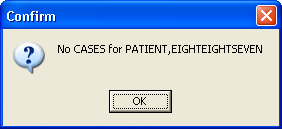 Confirm
No CASES for PATIENT,EIGHTEIGHTSEVEN
OK